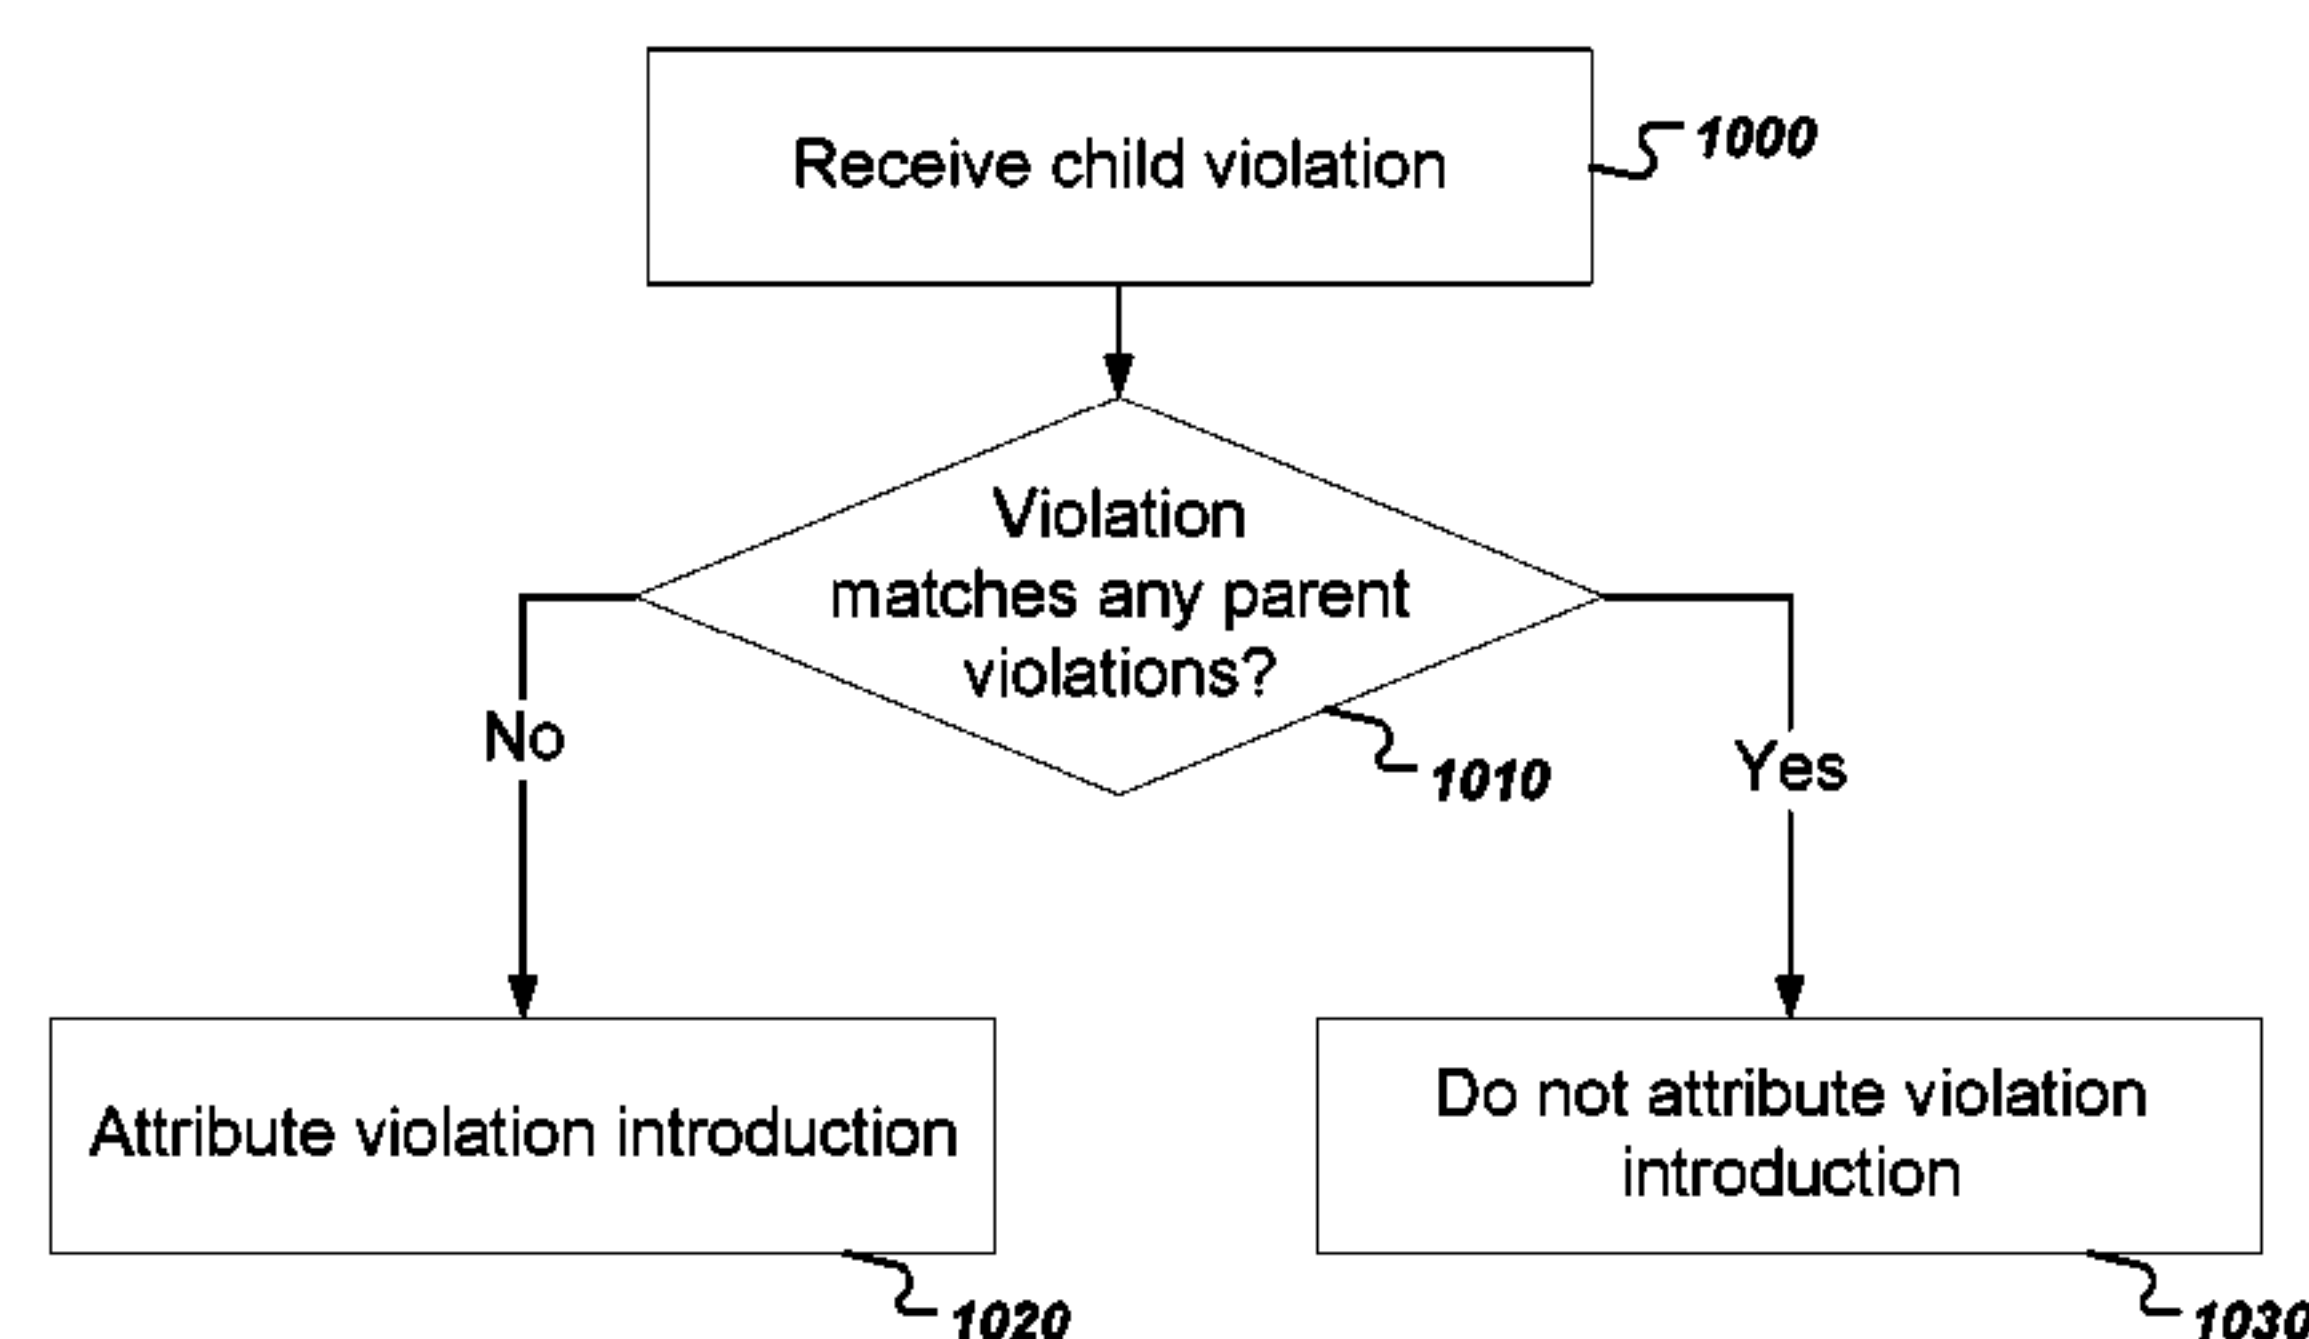 Receive child violation
1000
Violation
matches any parent
violations?
1010
No
Yes
Attribute violation introduction
1020
Do not attribute violation
introduction
1030